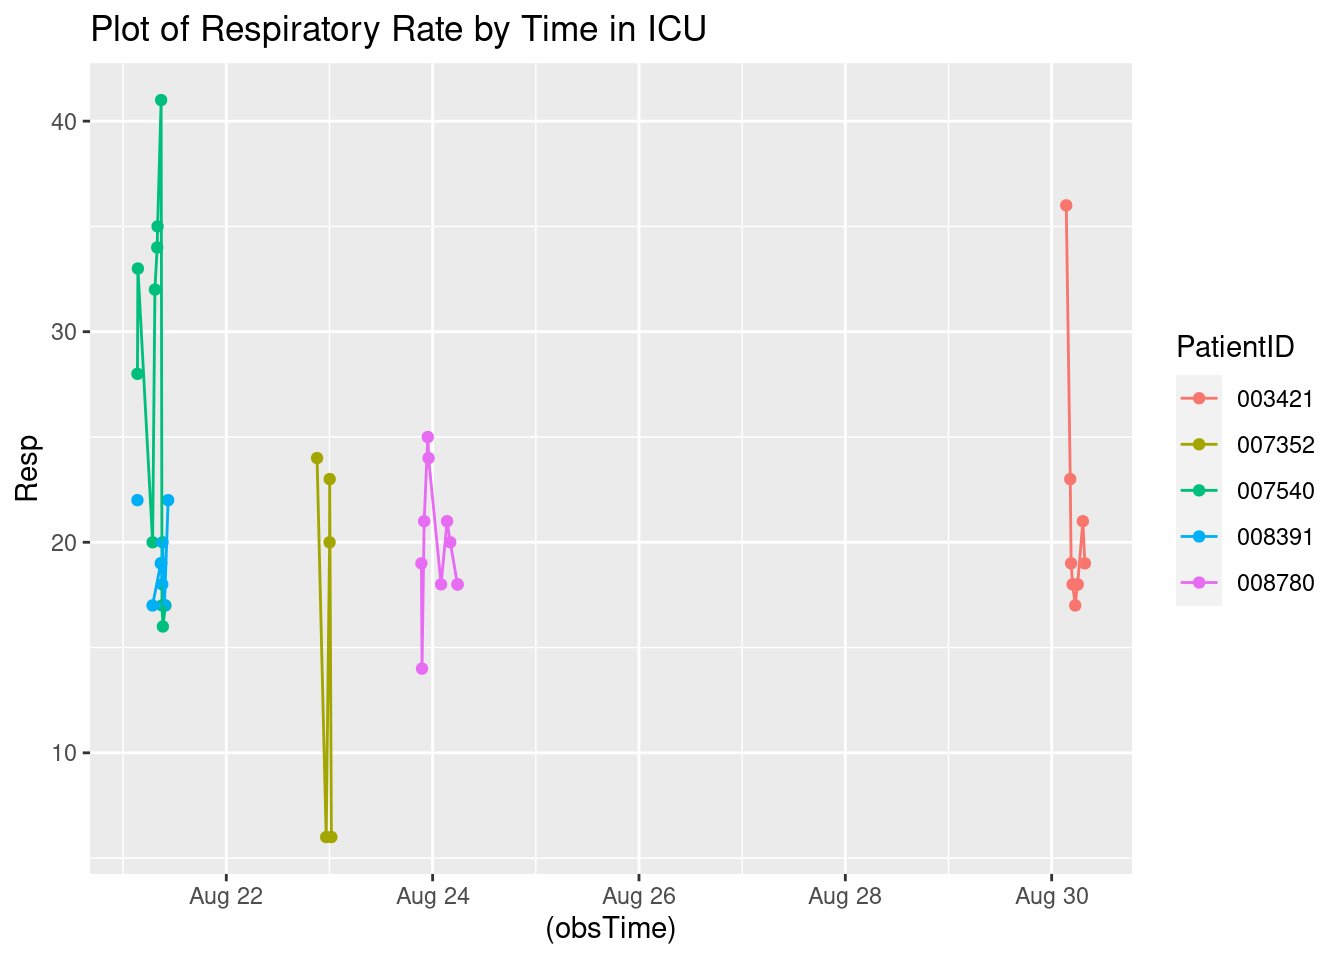 Plot of Respiratory Rate by Time in ICU
40
30
20
10
Resp
Aug 22
Aug 24
Aug 26
Aug 28
Aug 30
(obsTime)
PatientID
003421
007352
007540
008391
008780